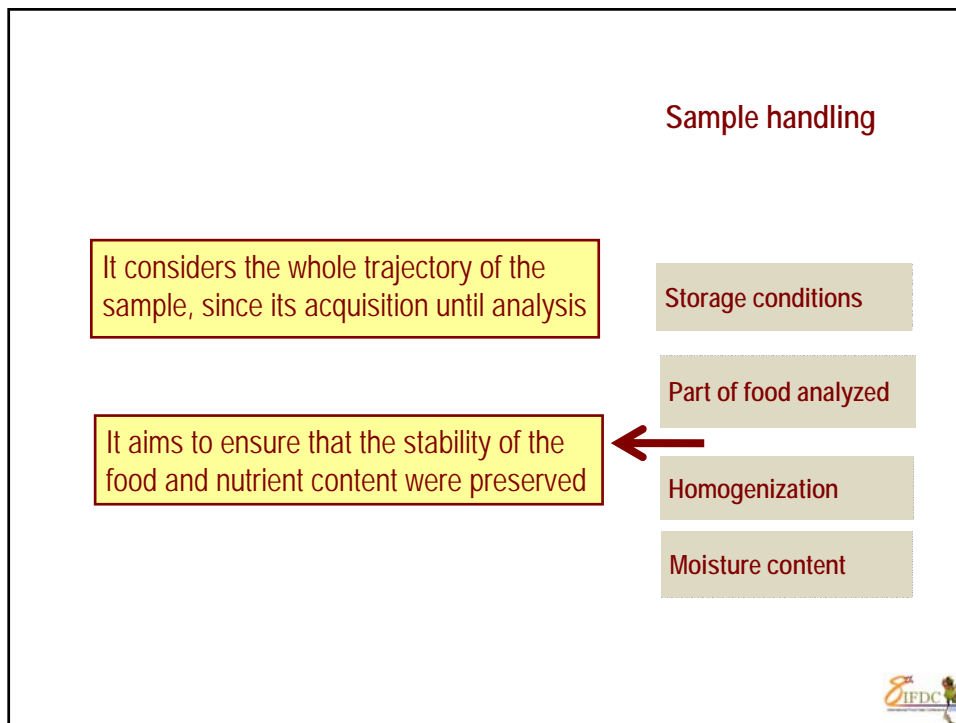 Sample handling
It considers the whole trajectory of the
sample, since its acquisition until analysis
Storage conditions
Part of food analyzed
It aims to ensure that the stability of the
food and nutrient content were preserved
Homogenization
Moisture content
8th IFDC